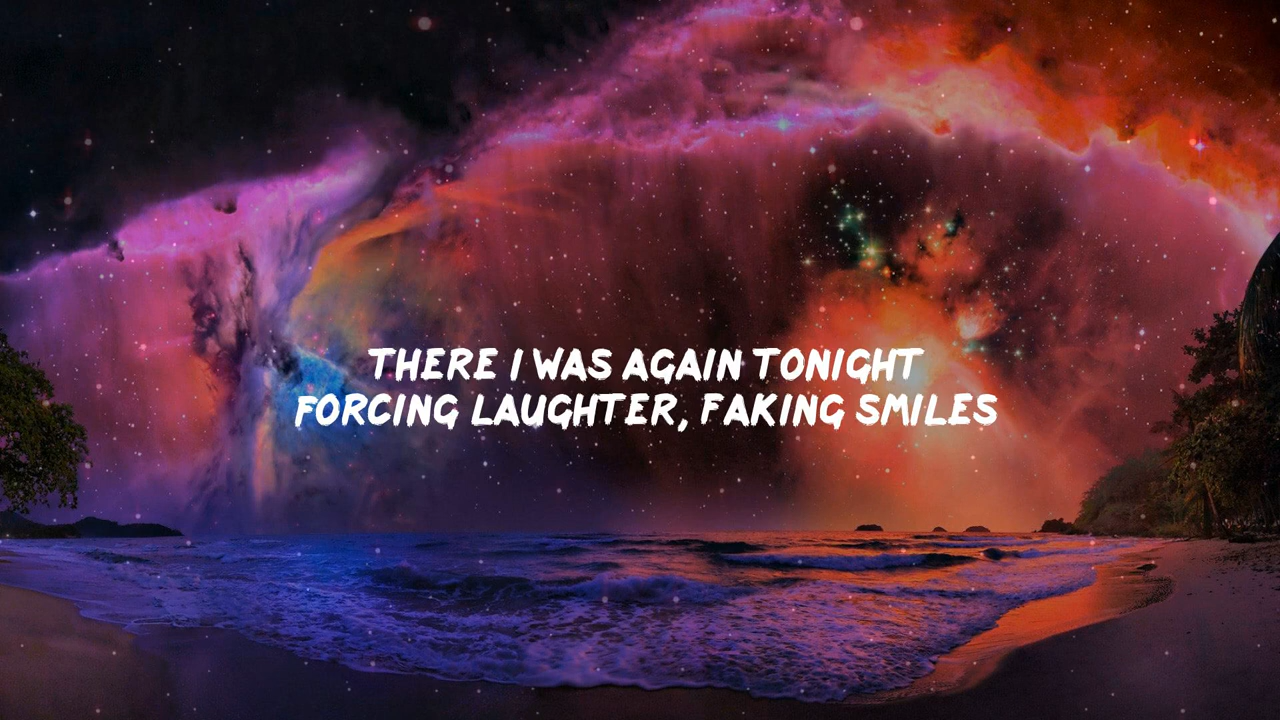 THERE I WAS AGAIN TONIGHT
FORCING LAUGHTER, FAKING SMILES